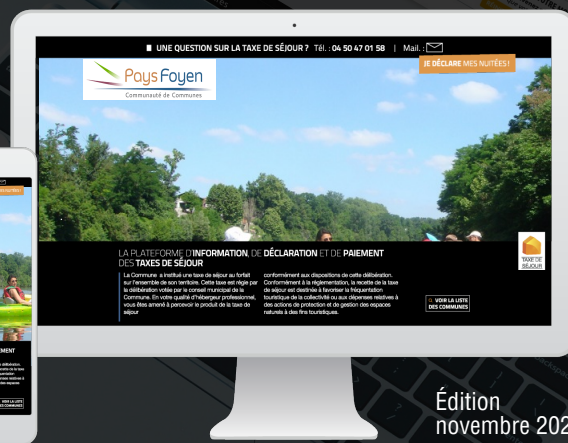 UNE QUESTION SUR LA TAXE DE SÉJOUR ? Tél. : 04 50 47 01 58 | Mail. :
JE DÉCLARE MES NUITÉES !
Pays Foyen
Communauté de Communes
LA PLATEFORME D'INFORMATION, DE DÉCLARATION ET DE PAIEMENT
DES TAXES DE SÉJOUR
La Commune a institué une taxe de séjour au forfait
sur l'ensemble de son territoire. Cette taxe est régie par
la délibération votée par le conseil municipal de la
Commune. En votre qualité d'hébergeur professionnel,
vous êtes amené à percevoir le produit de la taxe de
séjour
conformément aux dispositions de cette délibération.
Conformément à la réglementation, la recette de la taxe
de séjour est destinée à favoriser la fréquentation
touristique de la collectivité ou aux dépenses relatives à
des actions de protection et de gestion des espaces
naturels à des fins touristiques.
TAXE DE
SÉJOUR
VOIR LA LISTE
DES COMMUNES
Édition
novembre 202